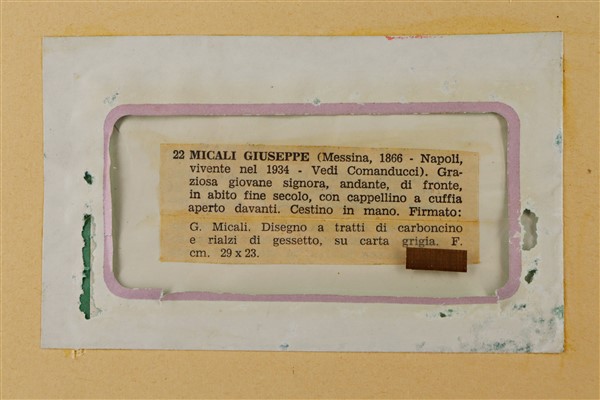 22 MICALI GIUSEPPE (Messina, 1866 - Napoli,
vivente nel 1934 - Vedi Comanducci). Gra-
ziosa giovane signora, andante, di fronte,
in abito fine secolo, con cappellino a cuffia
aperto davanti. Cestino in mano. Firmato:
G. Micali. Disegno a tratti di carboncino
e rialzi di gessetto, su carta grigia. F.
cm. 29 x 23.